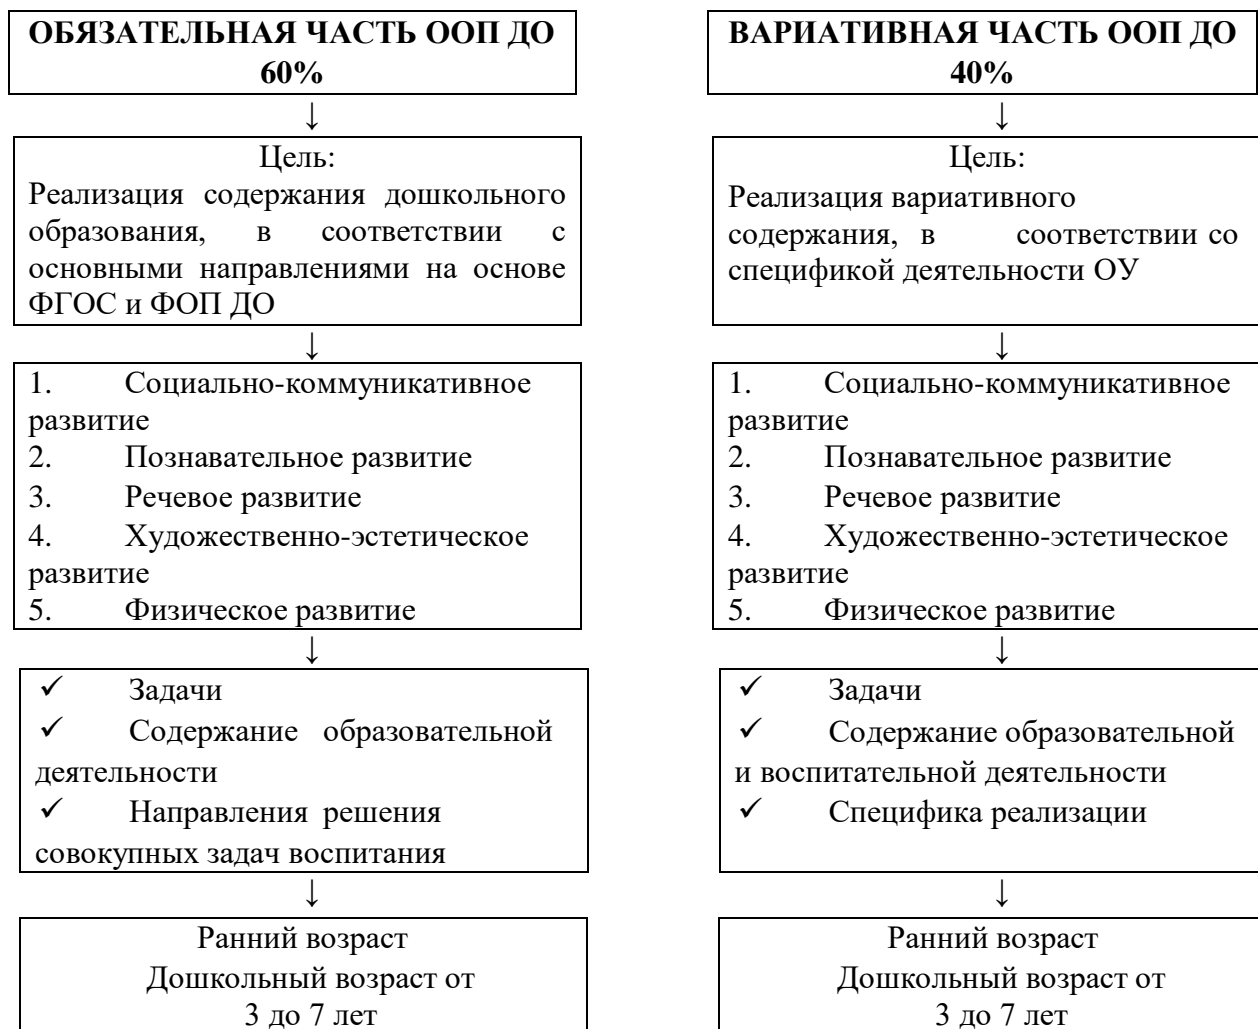 ОБЯЗАТЕЛЬНАЯ ЧАСТЬ ООП ДО
60%
↓
Цель:
Реализация содержания дошкольного
образования, в соответствии с
основными направлениями на основе
ФГОС и ФОП ДО
↓
1. Социально-коммуникативное
развитие
2. Познавательное развитие
3. Речевое развитие
4. Художественно-эстетическое
развитие
5. Физическое развитие
↓
✓ Задачи
✓ Содержание образовательной
деятельности
✓ Направления решения
совокупных задач воспитания
↓
Ранний возраст
Дошкольный возраст от
3 до 7 лет
ВАРИАТИВНАЯ ЧАСТЬ ООП ДО
40%
↓
Цель:
Реализация вариативного
содержания, в соответствии со
спецификой деятельности ОУ
↓
1. Социально-коммуникативное
развитие
2. Познавательное развитие
3. Речевое развитие
4. Художественно-эстетическое
развитие
5. Физическое развитие
↓
✓ Задачи
✓ Содержание образовательной
и воспитательной деятельности
✓ Специфика реализации
↓
Ранний возраст
Дошкольный возраст от
3 до 7 лет